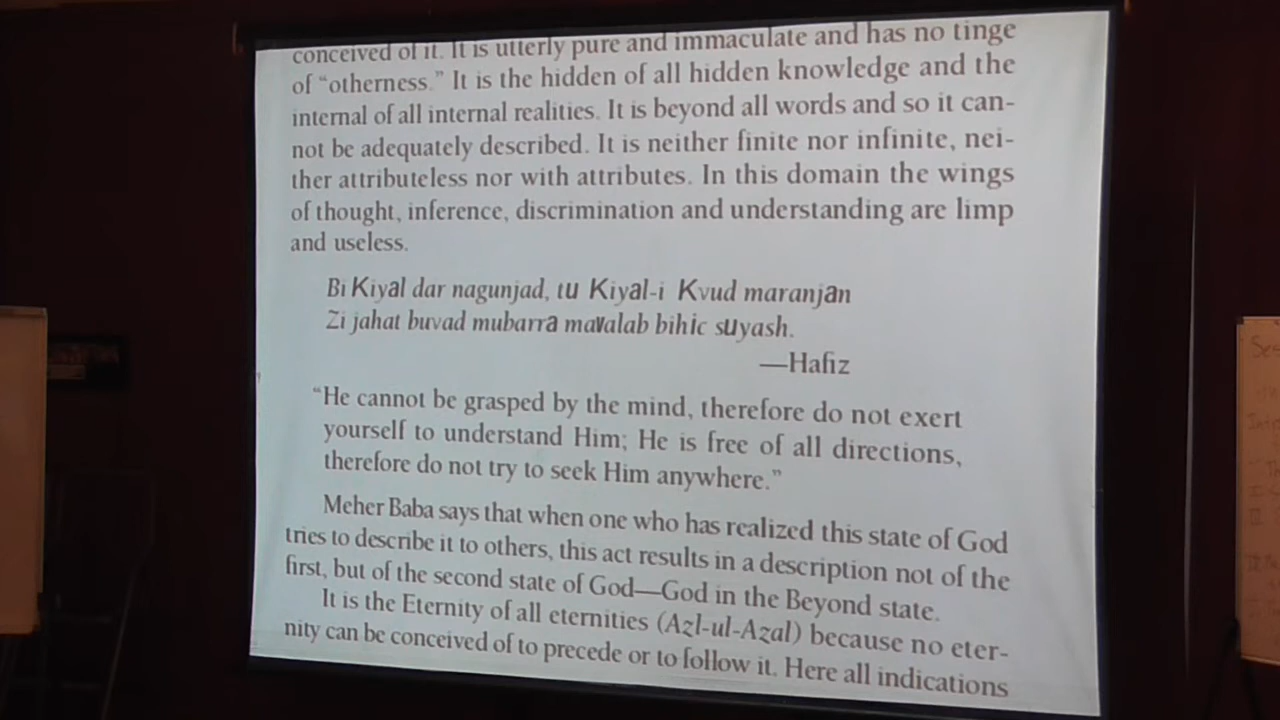 conceived of it. It is utterly pure and immaculate and has no tinge
of “otherness.” It is the hidden of all hidden knowledge and the
internal of all internal realities. It is beyond all words and so it can-
not be adequately described. It is neither finite nor infinite, nei-
ther attributeless nor with attributes. In this domain the wings
of thought, inference, discrimination and understanding are limp
and useless.
Bi Kiyal dar nagunjad, tu Kiyal-i Kvud maranjan
Zi jahat buvad mubarra mavalab bihic suyash.
—Hafiz
“He cannot be grasped by the mind, therefore do not exert
yourself to understand Him; He is free of all directions,
therefore do not try to seek Him anywhere.”
Meher Baba says that when one who has realized this state of God
tries to describe it to others, this act results in a description not of the
first, but of the second state of God—God in the Beyond state.
It is the Eternity of all eternities (Azl-ul-Azal) because no eter-
nity can be conceived of to precede or to follow it. Here all indications